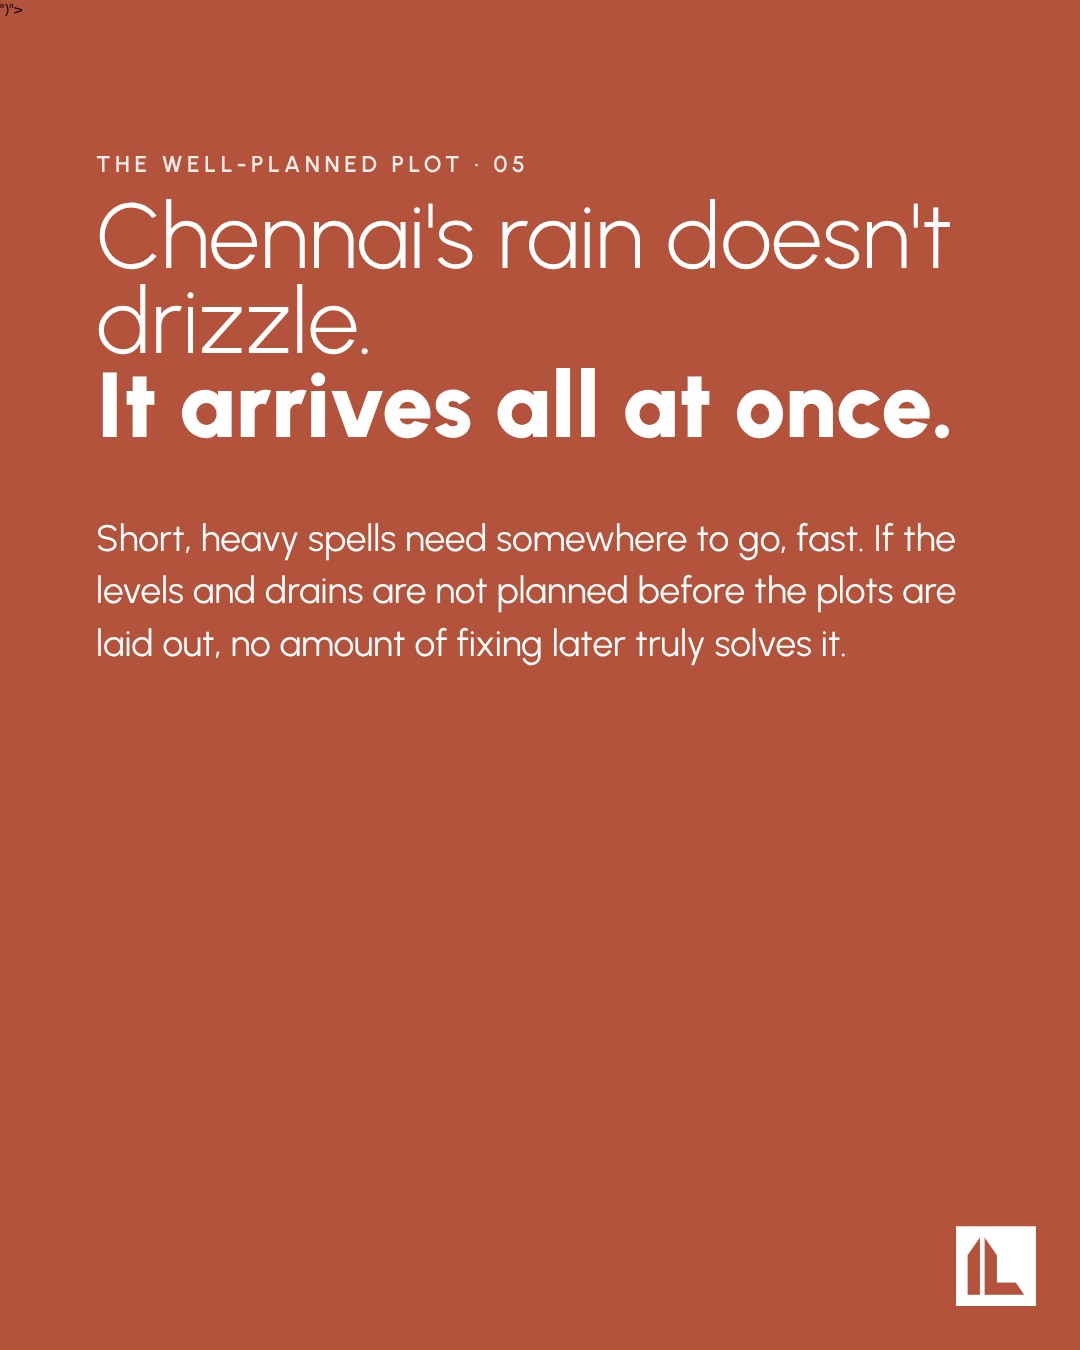 ")">
THE WELL-PLANNED PLOT · 05
Chennai's rain doesn't
drizzle.
It arrives all at once.
Short, heavy spells need somewhere to go, fast. If the
levels and drains are not planned before the plots are
laid out, no amount of fixing later truly solves it.
IL